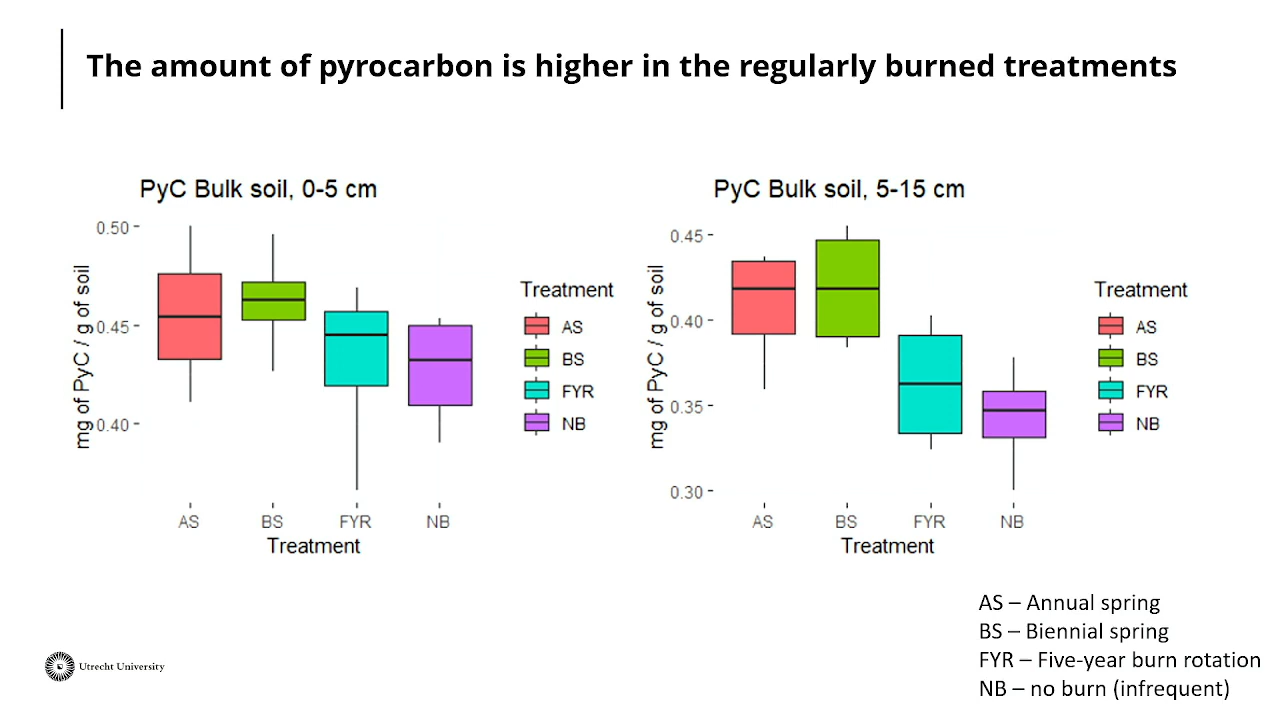 The amount of pyrocarbon is higher in the regularly burned treatments
PyC Bulk soil, 0-5 cm
mg of PyC / g of soil
0.50
0.45
0.40
AS
BS
FYR
NB
Treatment
Treatment
AS
BS
FYR
NB
PyC Bulk soil, 5-15 cm
mg of PyC / g of soil
0.45
0.40
0.35
0.30
AS
BS
FYR
NB
Treatment
Treatment
AS
BS
FYR
NB
AS – Annual spring
BS – Biennial spring
FYR – Five-year burn rotation
NB – no burn (infrequent)
Utrecht University